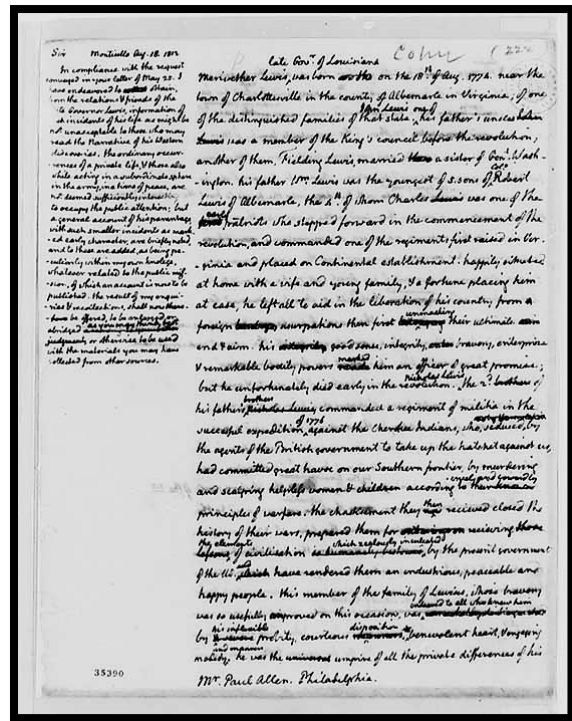 Copy
222
Sir Monticello Aug. 18. 1813
In compliance with the request
conveyed in your letter of May 25. I
have endeavored to obtain,
from the relations & friends of the
late Governor Lewis, information of
such incidents of his life as might be
not unacceptable to those who may
read the Narrative of his Western
discoveries. the ordinary occur-
rences of a private life, & those also
while acting in a subordinate sphere
in the army, in a time of peace, are
not deemed sufficiently interesting
to occupy the public attention; but
a general account of his parentage
with such smaller incidents as mark-
ed early character, are briefly noted,
and to these are added, as being pe-
culiarly within my own knolege,
whatever related to the public mis-
sion, of which an account is now to be
published. the result of my enqui-
ries & recollections, shall now there-
-fore be offered, to be enlarged or
abridged as you may think best
or otherwise to be used
with the materials you may have
collected from other sources.
late Govr. of Louisiana
Meriwether Lewis, was born on the 18th. of Aug. 1774. near the
town of Charlottesville in the county of Albemarle in Virginia, of one
of the distinguished families of that state. John Lewis one of his father's uncles
was a member of the King's council before the revolution,
another of them, Fielding Lewis, married a sister of Genl. Wash-
ington. his father Wm. Lewis was the youngest of 5. sons of Colo. Robert
Lewis of Albemarle, the 4th. of whom Charles was one of the
early patriots who stepped forward in the commencement of the
revolution, and commanded one of the regiments first raised in Vir-
-ginia and placed on Continental establishment. happily situated
at home with a wife and young family, & a fortune placing him
at ease, he left all to aid in the liberation of his country from
foreign usurpations then first unmasking their ultimate
end & aim. his good sense, integrity, bravery, enterprize
& remarkable bodily powers marked him an officer of great promise;
but he unfortunately died early in the revolution. Nicholas Lewis the 2d. of
his father's brothers commanded a regiment of militia in the
succesful expedition of 1776 against the Cherokee Indians, who, seduced by
the agents of the British government to take up the hatchet against us,
had committed great havoc on our Southern frontier, by murdering
and scalping helpless women & children according to their cruel and cowardly
principles of warfare. the chastisement they then recieved closed the
history of their wars, prepared them for recieving
the elements of civilisation which zealously inculcated by the present government
of the US. have rendered them an industrious, peaceable and
happy people. this member of the family of Lewises, whose bravery
was so usefully proved on this occasion, was endeared to all who knew him
by his inflexible probity, courteous disposition, benevolent heart, & engaging
modesty and manners he was the umpire of all the private differences of his
Mr. Paul Allen. Philadelphia.
35390